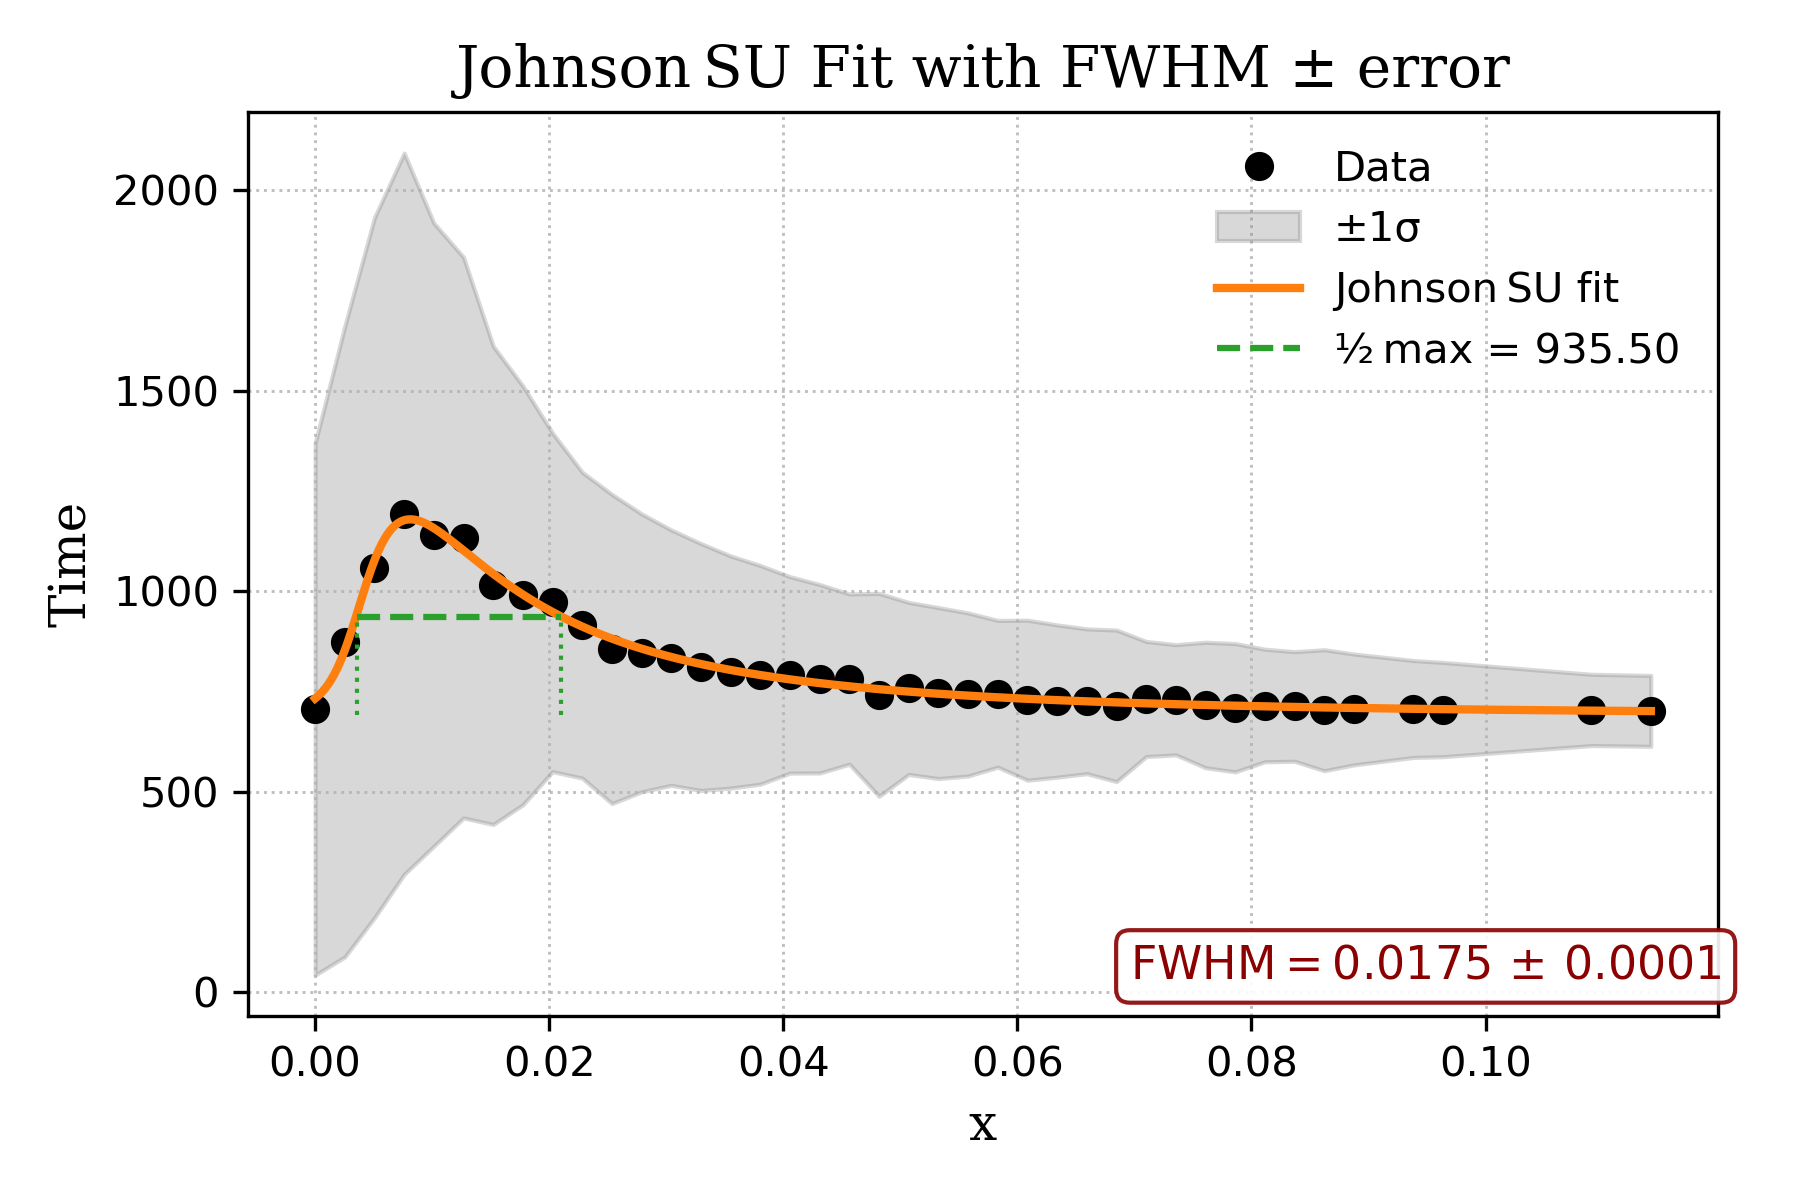 Johnson SU Fit with FWHM ± error
Data
±1σ
Johnson SU fit
½ max = 935.50
2000
1500
1000
500
0
Time
FWHM = 0.0175 ± 0.0001
0.00 0.02 0.04 0.06 0.08 0.10
x